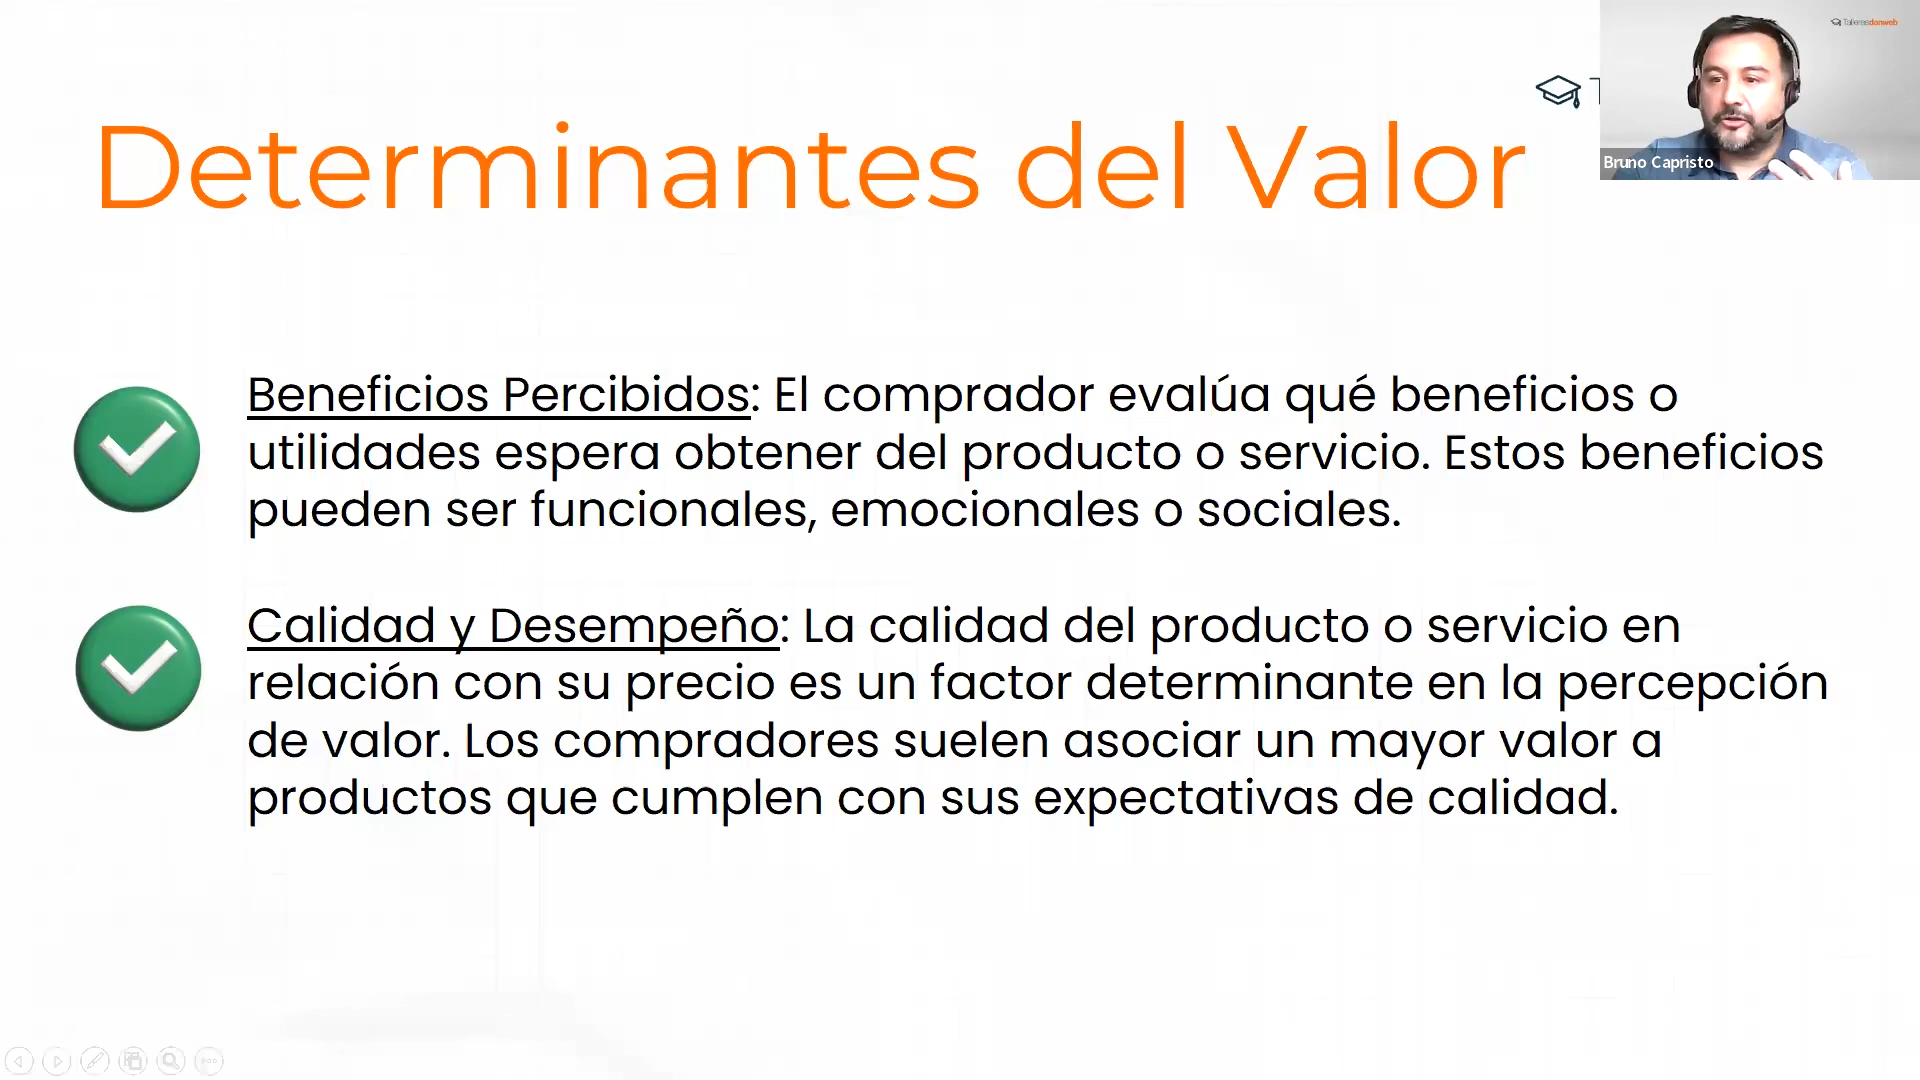 Talleresdonweb
Determinantes del Valor
Bruno Capristo
Beneficios Percibidos: El comprador evalúa qué beneficios o
utilidades espera obtener del producto o servicio. Estos beneficios
pueden ser funcionales, emocionales o sociales.
Calidad y Desempeño: La calidad del producto o servicio en
relación con su precio es un factor determinante en la percepción
de valor. Los compradores suelen asociar un mayor valor a
productos que cumplen con sus expectativas de calidad.